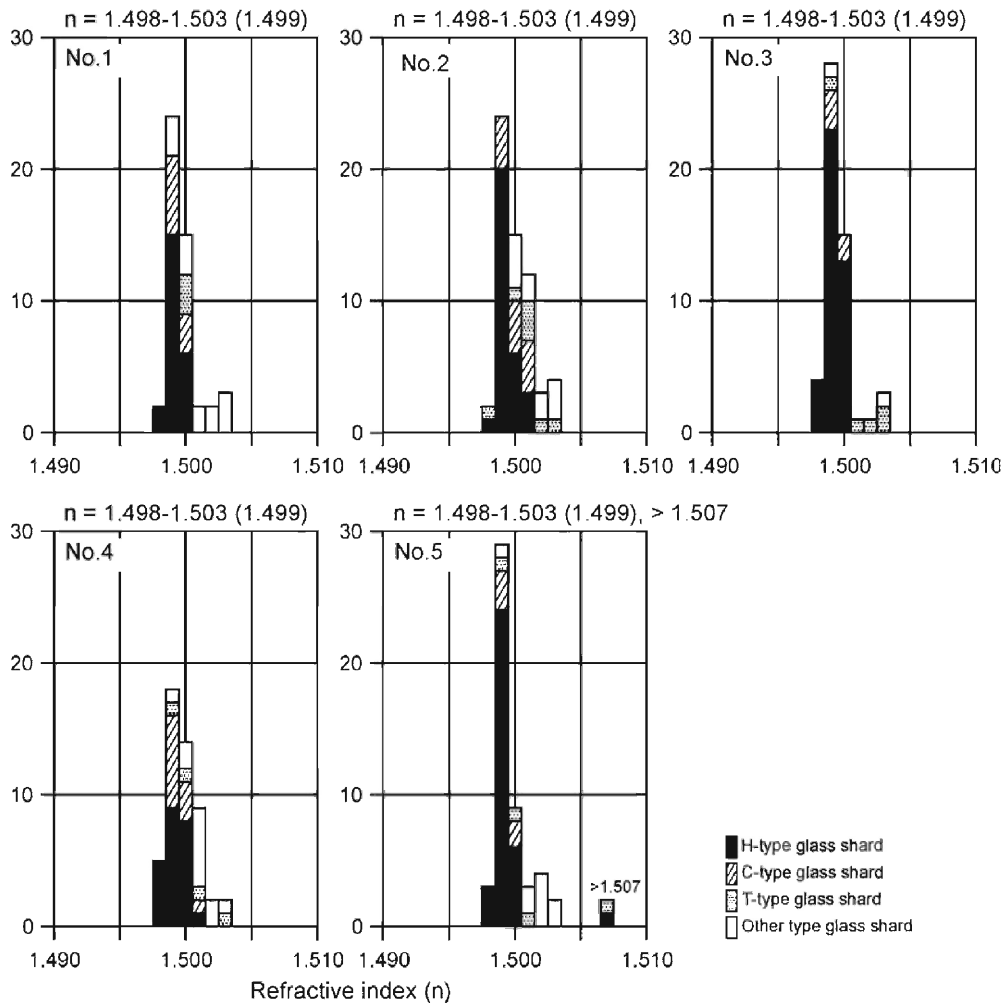 n = 1.498-1.503 (1.499)
n = 1.498-1.503 (1.499)
n = 1.498-1.503 (1.499)
30
No.1
20
10
0
1.490
1.500
1.510
30
No.2
20
10
0
1.490
1.500
1.510
30
No.3
20
10
0
1.490
1.500
1.510
n = 1.498-1.503 (1.499)
n = 1.498-1.503 (1.499), > 1.507
30
No.4
20
10
0
1.490
1.500
1.510
30
No.5
20
10
0
>1.507
1.490
1.500
1.510
Refractive index (n)
H-type glass shard
C-type glass shard
T-type glass shard
Other type glass shard